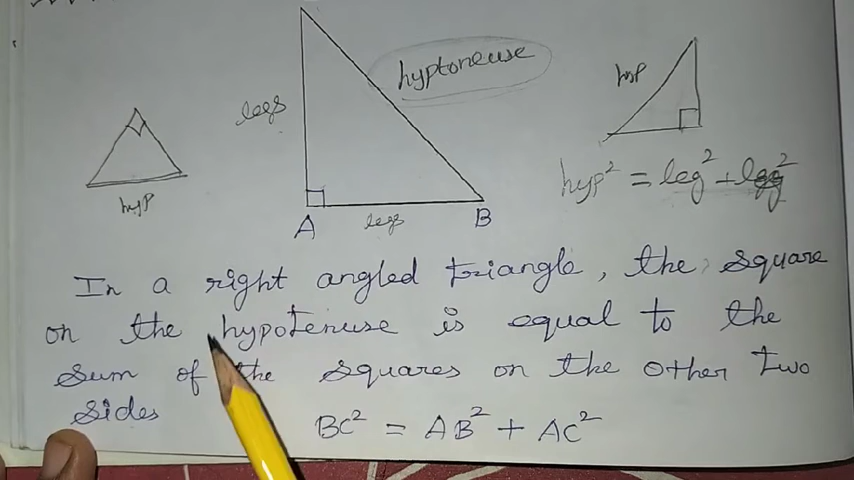 hyptoneuse
legs
hyp
hyp
legs
A
B
hyp² = leg² + leg²
In a right angled triangle, the square
on the hypotenuse is equal to the
sum of the squares on the other two
sides
BC² = AB² + AC²